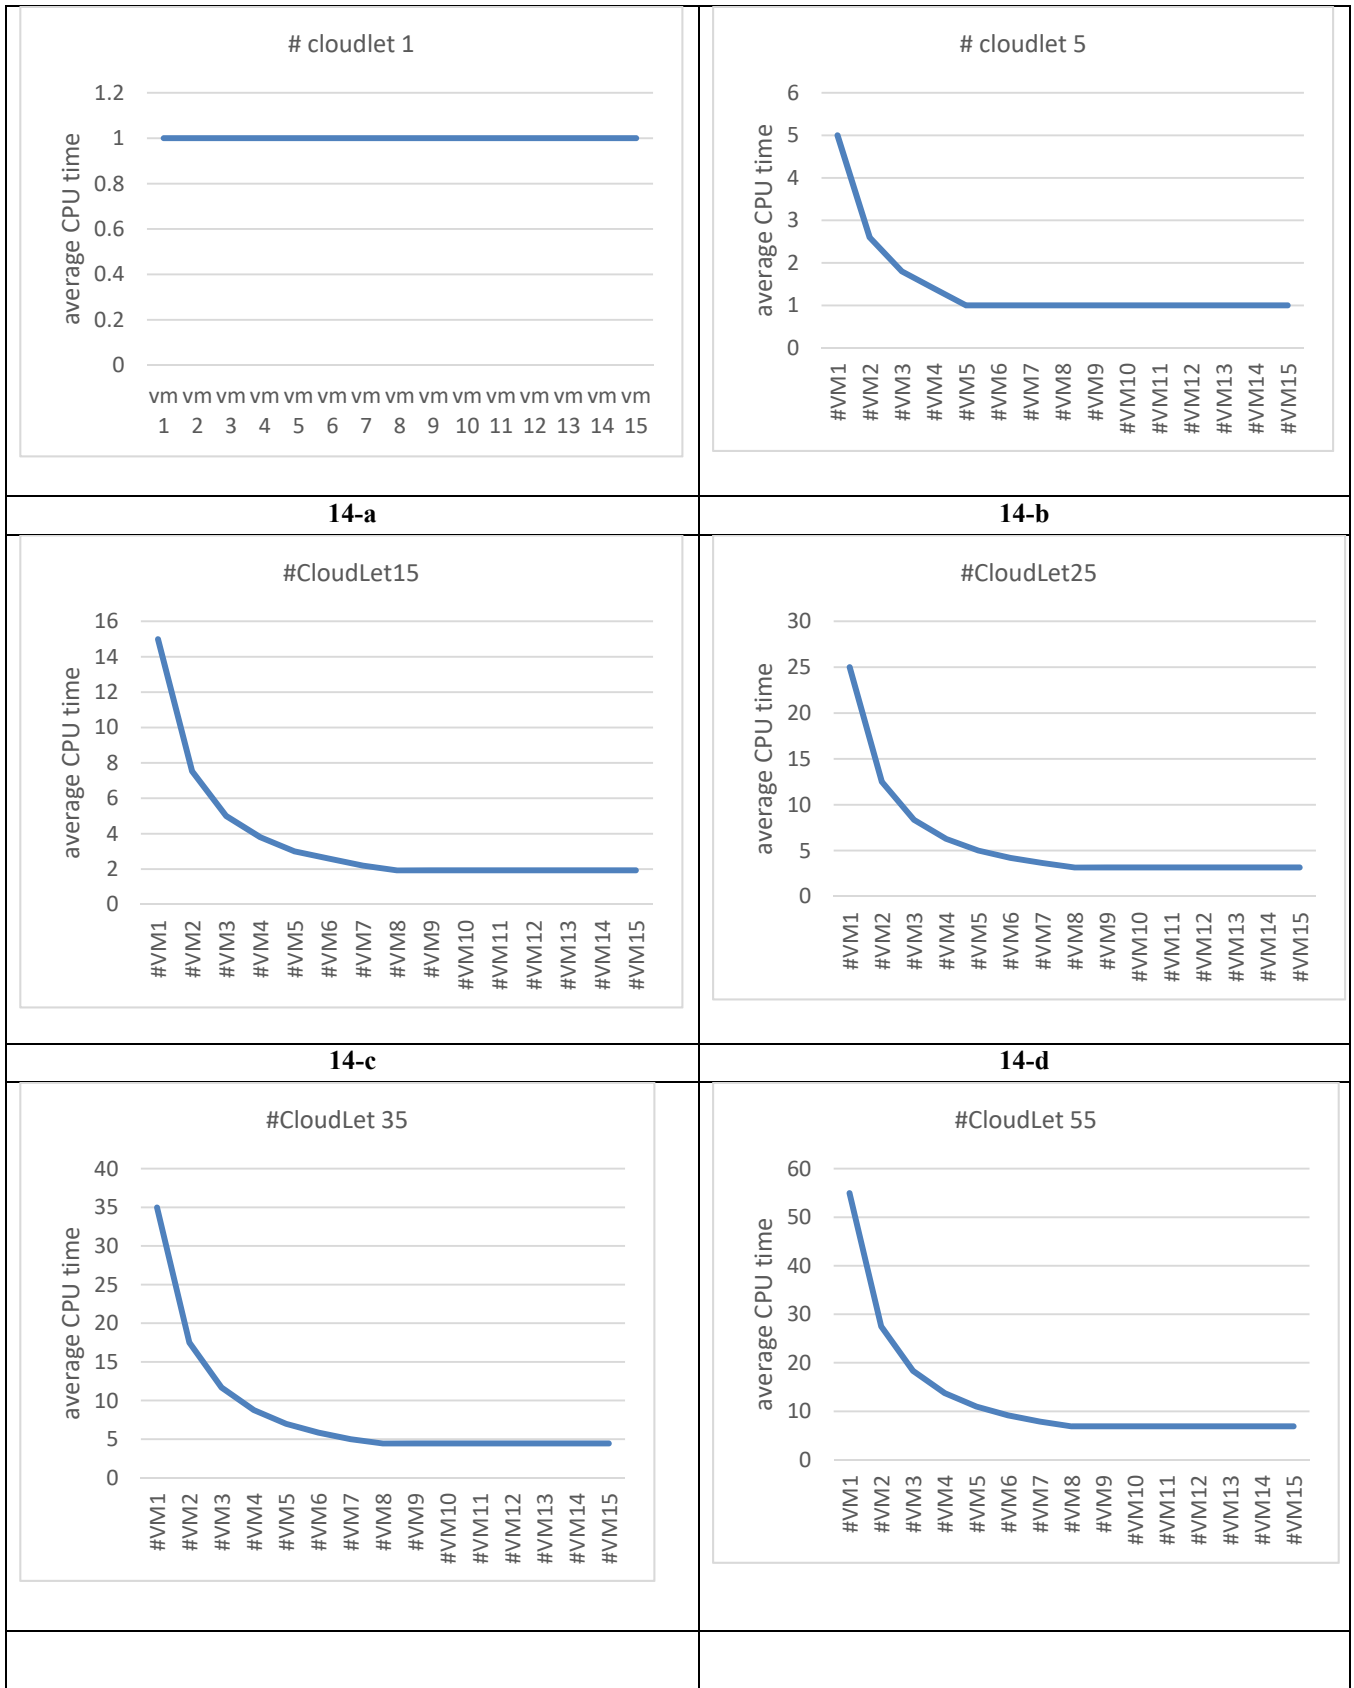 # cloudlet 1
average CPU time
1.2
1
0.8
0.6
0.4
0.2
0
vm vm vm vm vm vm vm vm vm vm vm vm vm vm vm
1 2 3 4 5 6 7 8 9 10 11 12 13 14 15
# cloudlet 5
average CPU time
6
5
4
3
2
1
0
#VM1
#VM2
#VM3
#VM4
#VM5
#VM6
#VM7
#VM8
#VM9
#VM10
#VM11
#VM12
#VM13
#VM14
#VM15
14-a
14-b
#CloudLet15
average CPU time
16
14
12
10
8
6
4
2
0
#VM1
#VM2
#VM3
#VM4
#VM5
#VM6
#VM7
#VM8
#VM9
#VM10
#VM11
#VM12
#VM13
#VM14
#VM15
#CloudLet25
average CPU time
30
25
20
15
10
5
0
#VM1
#VM2
#VM3
#VM4
#VM5
#VM6
#VM7
#VM8
#VM9
#VM10
#VM11
#VM12
#VM13
#VM14
#VM15
14-c
14-d
#CloudLet 35
average CPU time
40
35
30
25
20
15
10
5
0
#VM1
#VM2
#VM3
#VM4
#VM5
#VM6
#VM7
#VM8
#VM9
#VM10
#VM11
#VM12
#VM13
#VM14
#VM15
#CloudLet 55
average CPU time
60
50
40
30
20
10
0
#VM1
#VM2
#VM3
#VM4
#VM5
#VM6
#VM7
#VM8
#VM9
#VM10
#VM11
#VM12
#VM13
#VM14
#VM15